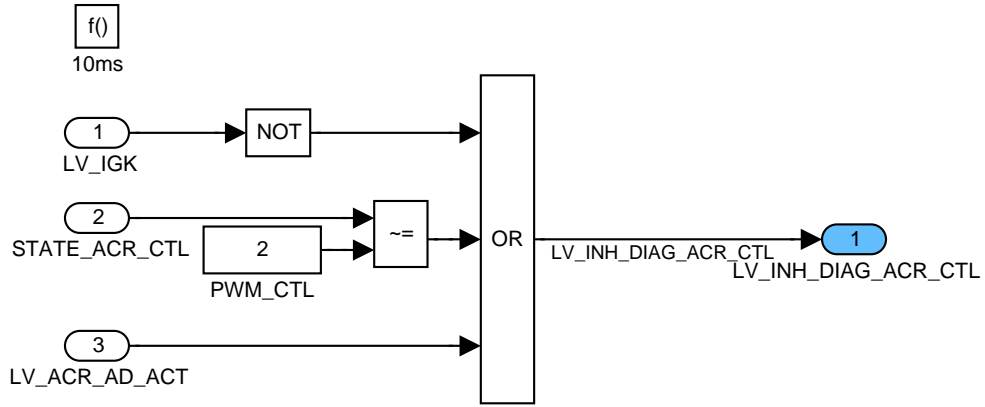 f()
10ms
1
NOT
LV_IGK
2
~=
STATE_ACR_CTL
2
PWM_CTL
OR
LV_INH_DIAG_ACR_CTL
1
LV_INH_DIAG_ACR_CTL
3
LV_ACR_AD_ACT